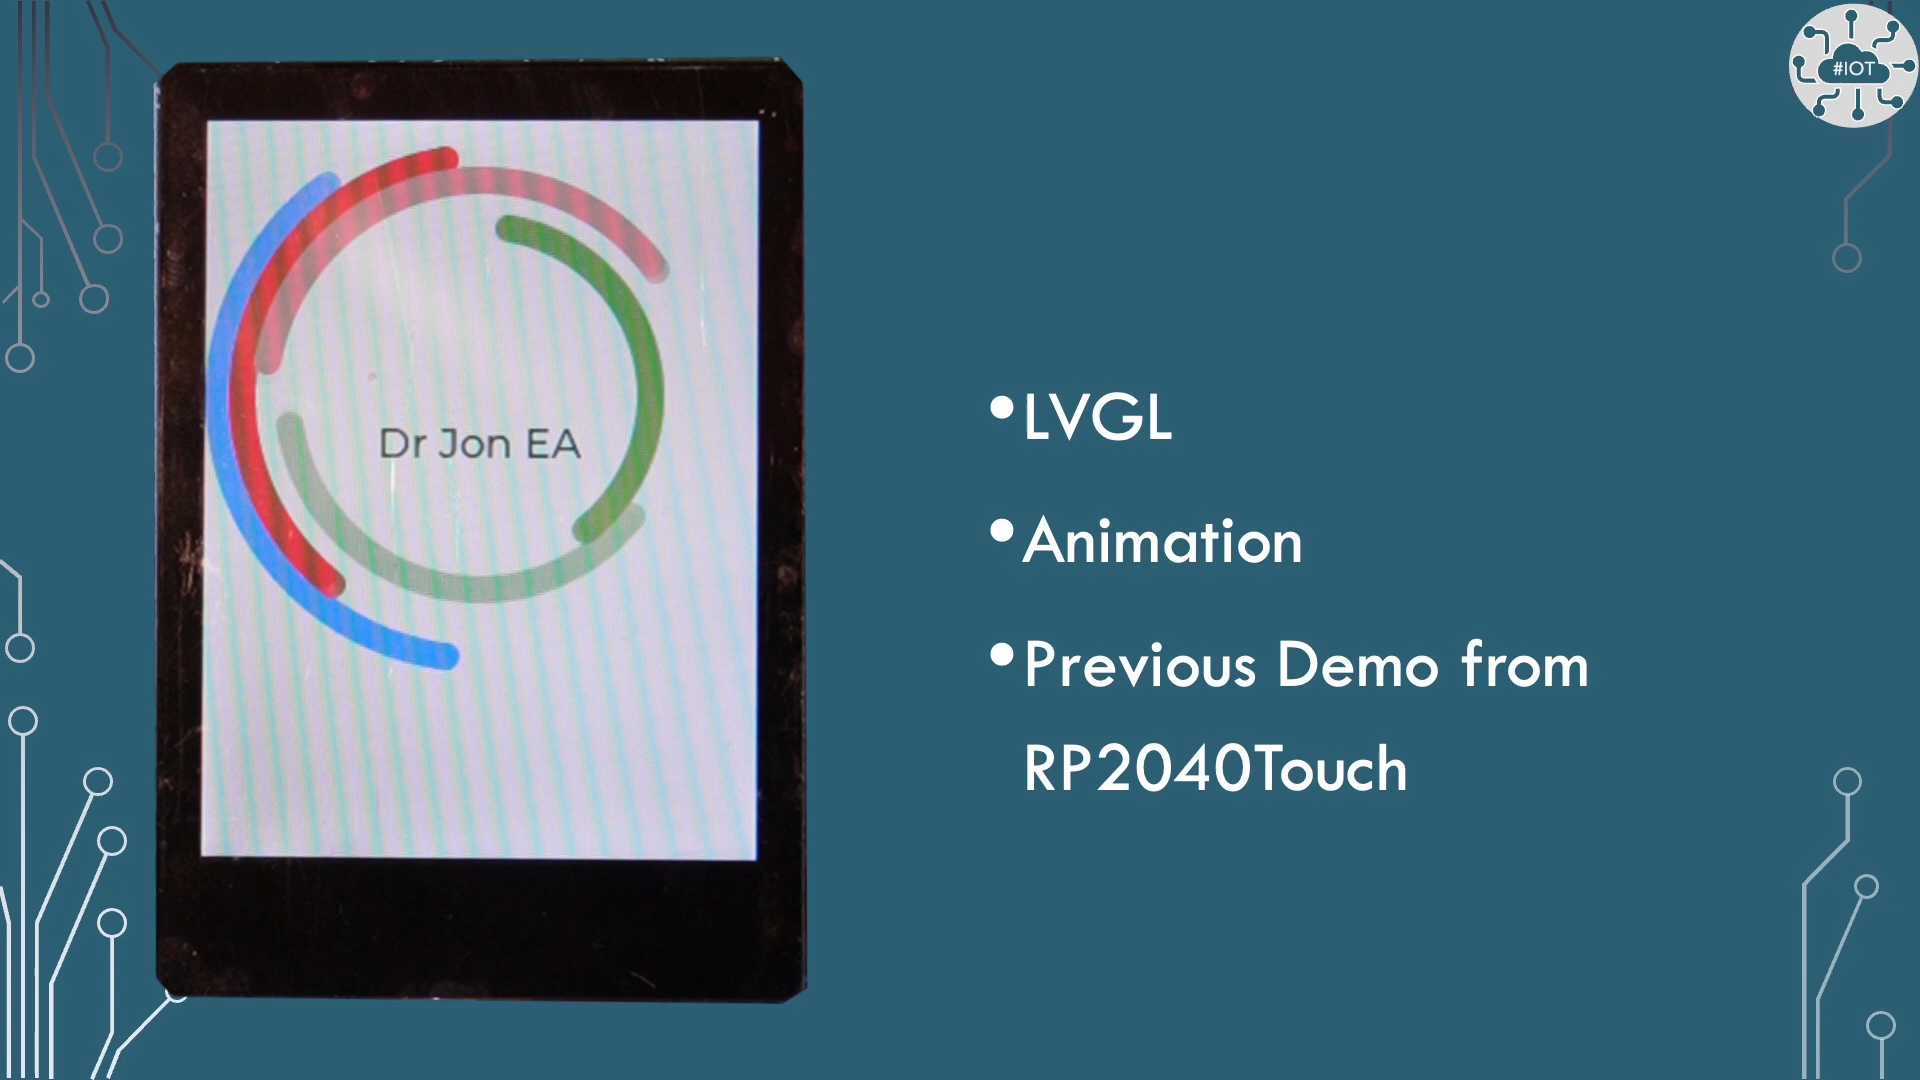 #IOT
Dr Jon EA
•LVGL
•Animation
•Previous Demo from
RP2040Touch